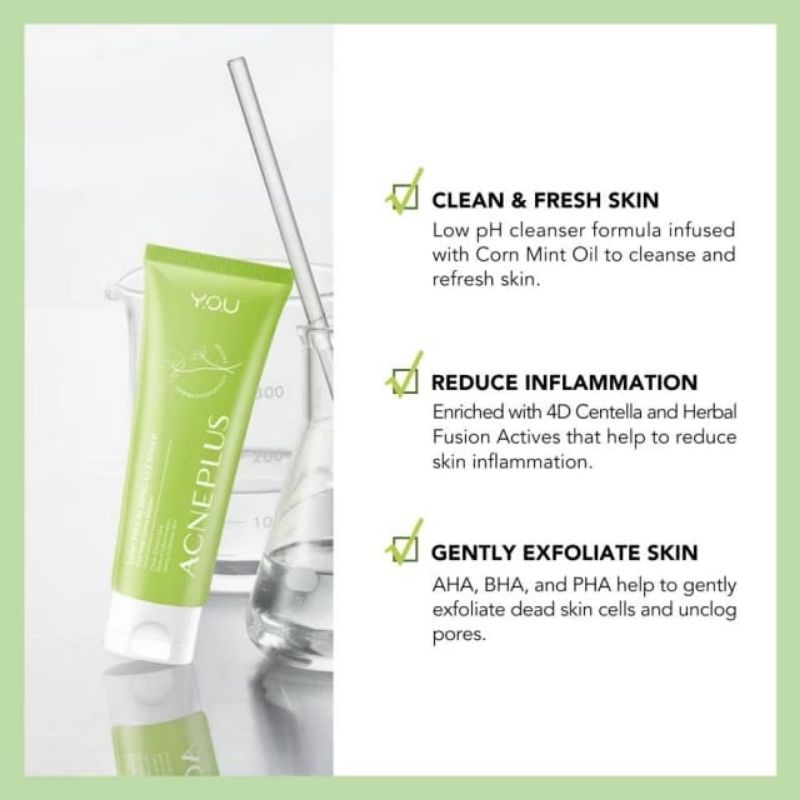 Y.O.U
ACNEPLUS
300
200
100
CLEAN & FRESH SKIN
Low pH cleanser formula infused
with Corn Mint Oil to cleanse and
refresh skin.
REDUCE INFLAMMATION
Enriched with 4D Centella and Herbal
Fusion Actives that help to reduce
skin inflammation.
GENTLY EXFOLIATE SKIN
AHA, BHA, and PHA help to gently
exfoliate dead skin cells and unclog
pores.